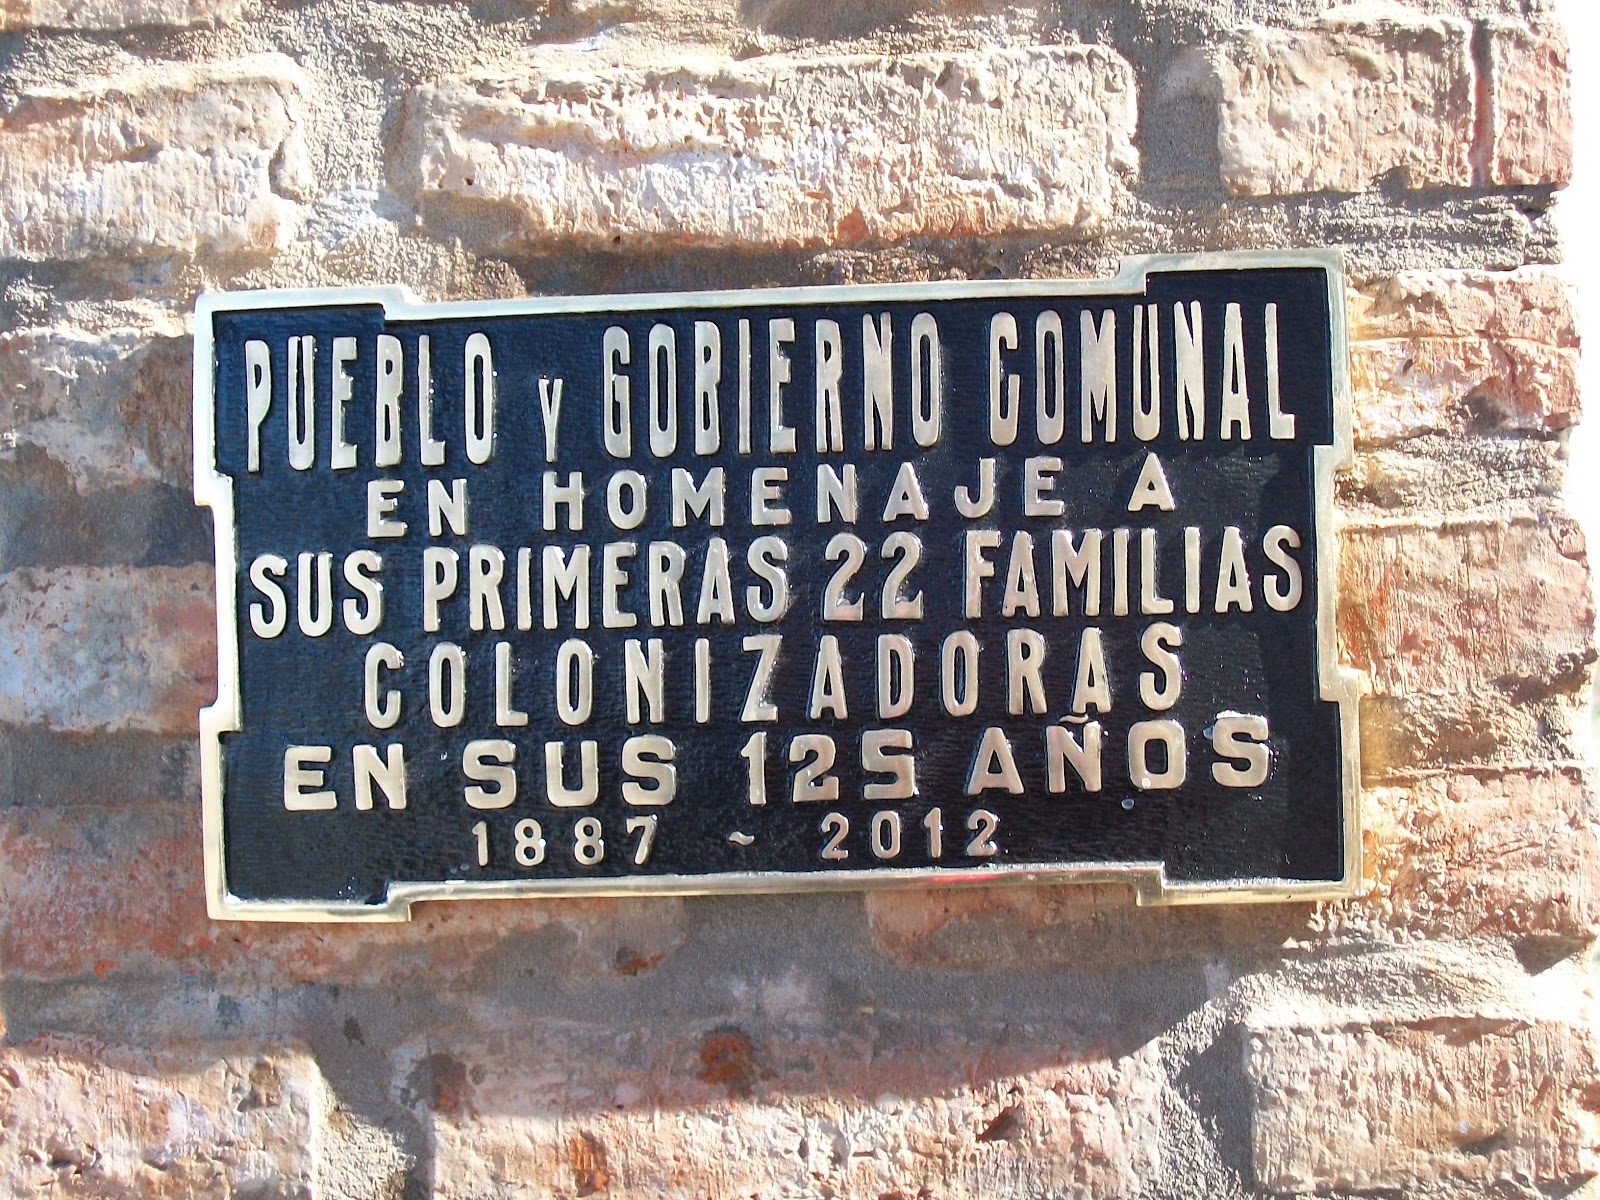 PUEBLO Y GOBIERNO COMUNAL
EN HOMENAJE A
SUS PRIMERAS 22 FAMILIAS
COLONIZADORAS
EN SUS 125 AÑOS
1887 ~ 2012